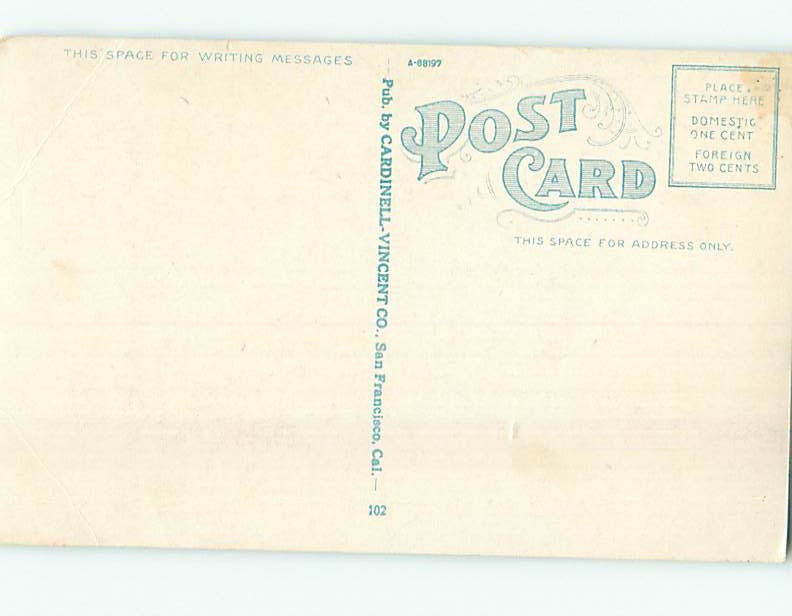 THIS SPACE FOR WRITING MESSAGES
Pub. by CARDINELL-VINCENT CO., San Francisco, Cal.—
102
A-88197
POST CARD
PLACE
STAMP HERE
DOMESTIC
ONE CENT
FOREIGN
TWO CENTS
THIS SPACE FOR ADDRESS ONLY.